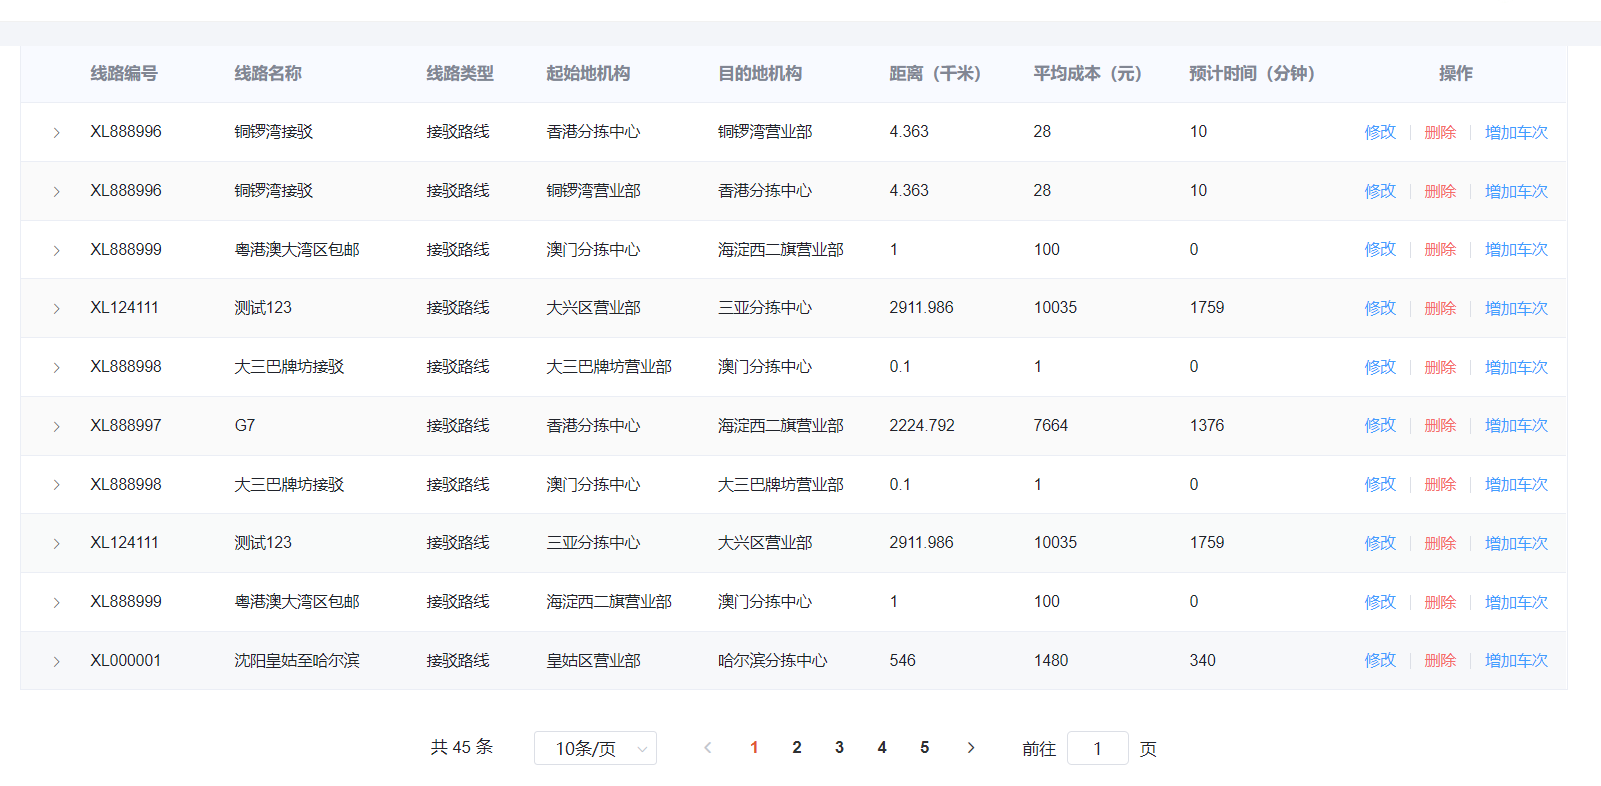 线路编号 线路名称 线路类型 起始地机构 目的地机构 距离（千米） 平均成本（元） 预计时间（分钟） 操作
XL888996 铜锣湾接驳 接驳路线 香港分拣中心 铜锣湾营业部 4.363 28 10 修改 删除 增加车次
XL888996 铜锣湾接驳 接驳路线 铜锣湾营业部 香港分拣中心 4.363 28 10 修改 删除 增加车次
XL888999 粤港澳大湾区包邮 接驳路线 澳门分拣中心 海淀西二旗营业部 1 100 0 修改 删除 增加车次
XL124111 测试123 接驳路线 大兴区营业部 三亚分拣中心 2911.986 10035 1759 修改 删除 增加车次
XL888998 大三巴牌坊接驳 接驳路线 大三巴牌坊营业部 澳门分拣中心 0.1 1 0 修改 删除 增加车次
XL888997 G7 接驳路线 香港分拣中心 海淀西二旗营业部 2224.792 7664 1376 修改 删除 增加车次
XL888998 大三巴牌坊接驳 接驳路线 澳门分拣中心 大三巴牌坊营业部 0.1 1 0 修改 删除 增加车次
XL124111 测试123 接驳路线 三亚分拣中心 大兴区营业部 2911.986 10035 1759 修改 删除 增加车次
XL888999 粤港澳大湾区包邮 接驳路线 海淀西二旗营业部 澳门分拣中心 1 100 0 修改 删除 增加车次
XL000001 沈阳皇姑至哈尔滨 接驳路线 皇姑区营业部 哈尔滨分拣中心 546 1480 340 修改 删除 增加车次
共 45 条 10条/页 1 2 3 4 5 前往 1 页